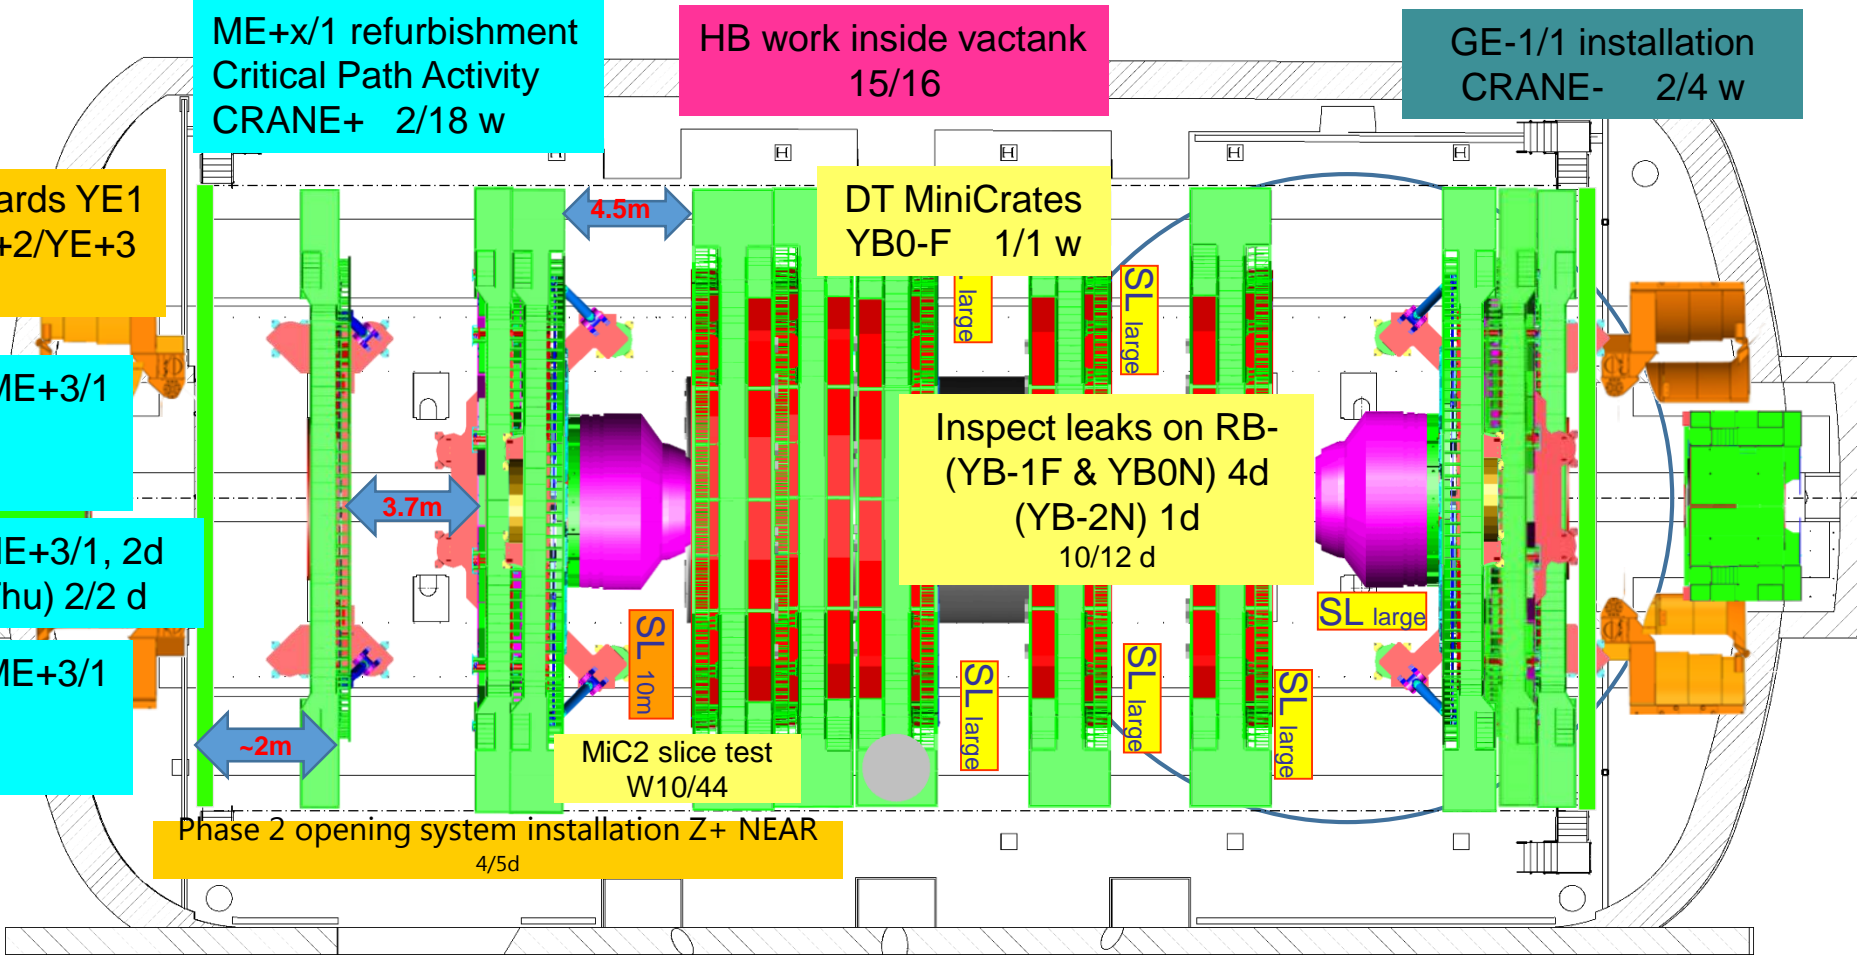 ME+x/1 refurbishment
Critical Path Activity
CRANE+ 2/18 w
HB work inside vactank
15/16
GE-1/1 installation
CRANE- 2/4 w
ards YE1
+2/YE+3
4.5m
DT MiniCrates
YB0-F 1/1 w
SL large
SL large
ME+3/1
Inspect leaks on RB-
(YB-1F & YB0N) 4d
(YB-2N) 1d
10/12 d
3.7m
ME+3/1, 2d
hu) 2/2 d
SL large
SL 10m
ME+3/1
SL large
SL large
SL large
~2m
MiC2 slice test
W10/44
Phase 2 opening system installation Z+ NEAR
4/5d